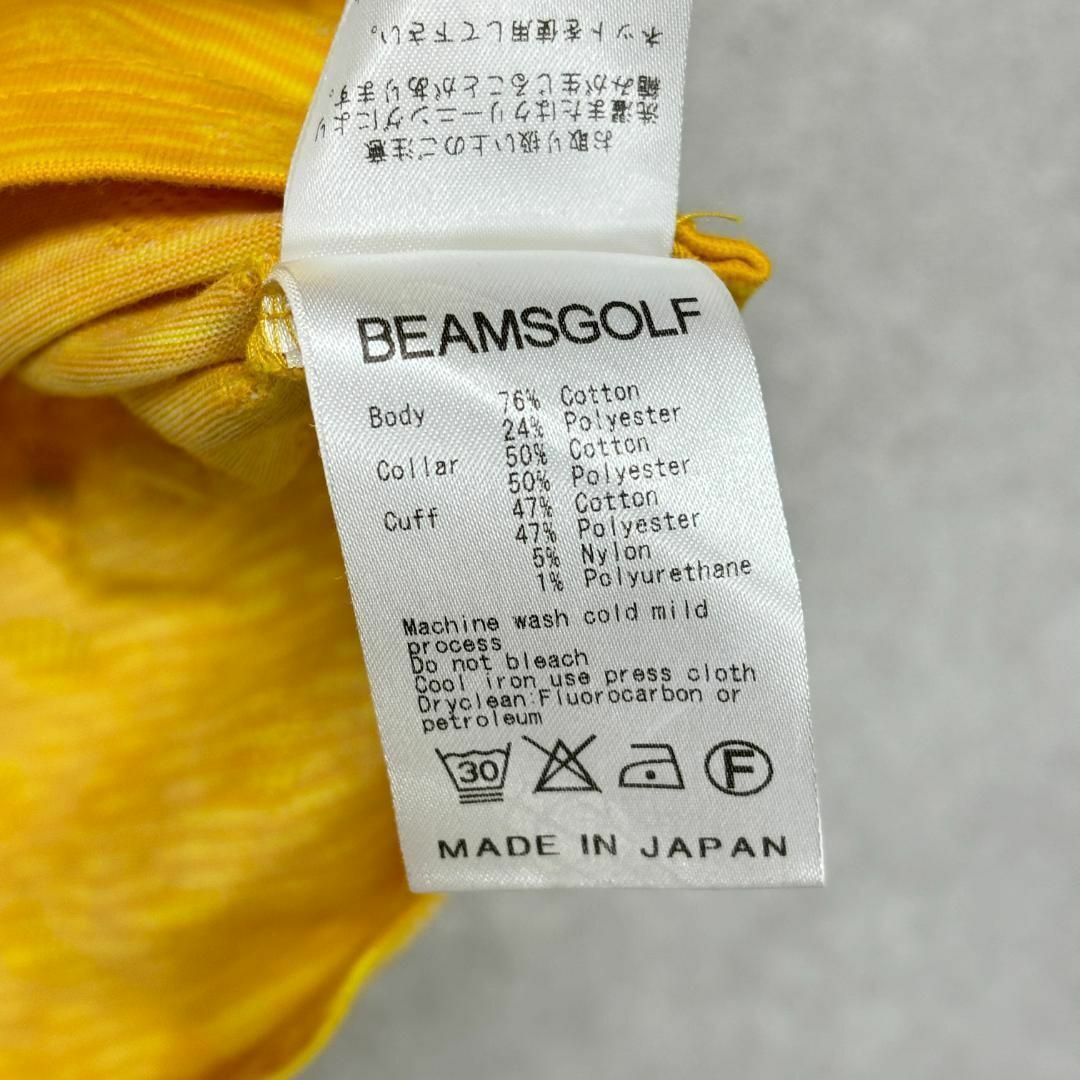 お取り扱い上のご注意
洗濯またはクリーニングにより
縮みが生じることがあります。
ネットを使用して下さい。
BEAMSGOLF
Body 76% Cotton
24% Polyester
Collar 50% Cotton
50% Polyester
Cuff 47% Cotton
47% Polyester
5% Nylon
1% Polyurethane
Machine wash cold mild
process
Do not bleach
Cool iron use press cloth
Dryclean:Fluorocarbon or
petroleum
30 F
MADE IN JAPAN